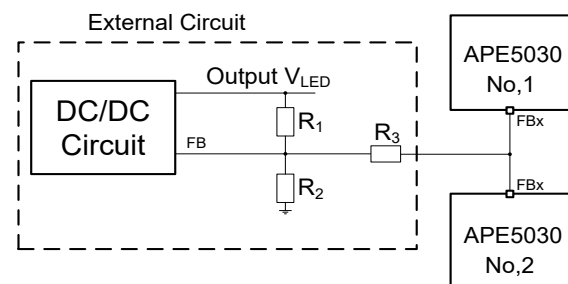 External Circuit
Output VLED
DC/DC
Circuit
FB
R1
R2
R3
APE5030
No,1
FBx
FBx
APE5030
No,2